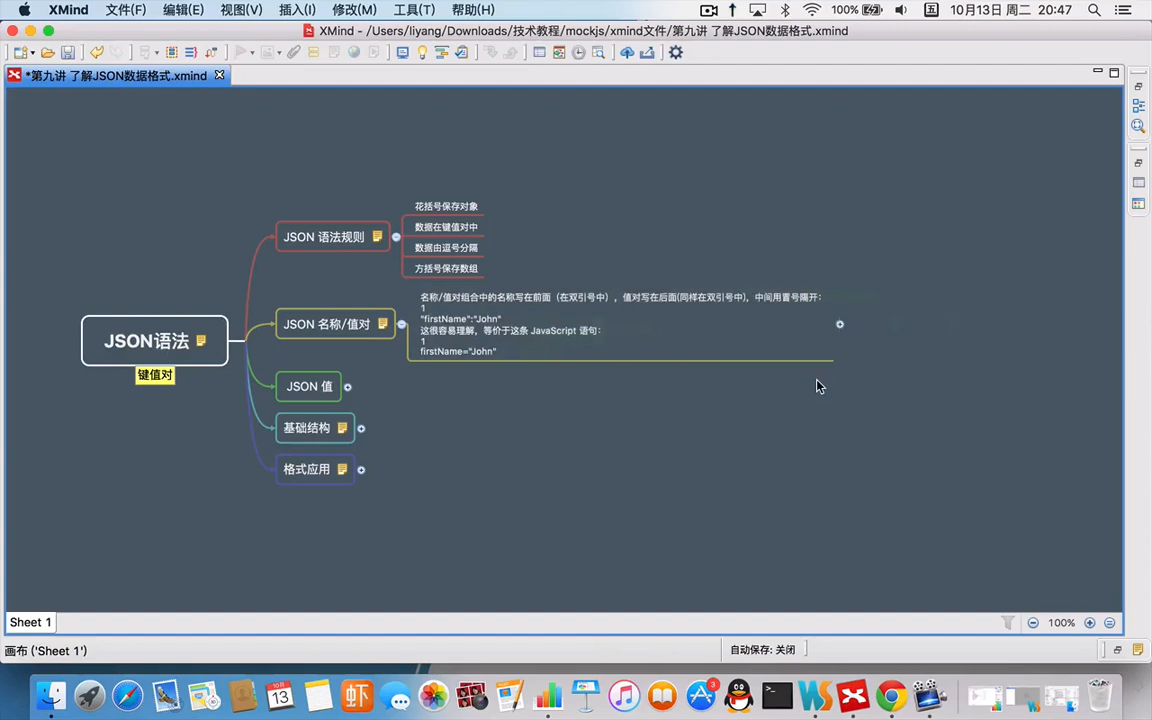 XMind 文件(F) 编辑(E) 视图(V) 插入(I) 修改(M) 工具(T) 帮助(H) 100% 五 10月13日 周二 20:47
XMind - /Users/liyang/Downloads/技术教程/mockjs/xmind文件/第九讲 了解JSON数据格式.xmind
*第九讲 了解JSON数据格式.xmind
花括号保存对象
JSON 语法规则
数据在键值对中
数据由逗号分隔
方括号保存数组
名称/值对组合中的名称写在前面（在双引号中），值对写在后面(同样在双引号中)，中间用冒号隔开：
1
"firstName":"John"
JSON 名称/值对
这很容易理解，等价于这条 JavaScript 语句：
1
firstName="John"
JSON语法
键值对
JSON 值
基础结构
格式应用
Sheet 1
100%
画布 ('Sheet 1')
自动保存: 关闭
OCT
13
虾
3
WS